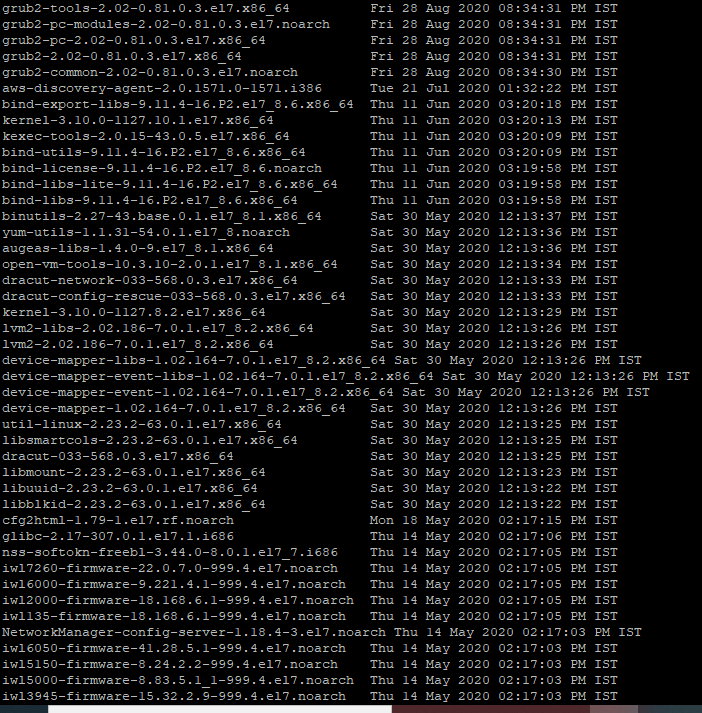 grub2-tools-2.02-0.81.0.3.el7.x86_64 Fri 28 Aug 2020 08:34:31 PM IST
grub2-pc-modules-2.02-0.81.0.3.el7.noarch Fri 28 Aug 2020 08:34:31 PM IST
grub2-pc-2.02-0.81.0.3.el7.x86_64 Fri 28 Aug 2020 08:34:31 PM IST
grub2-2.02-0.81.0.3.el7.x86_64 Fri 28 Aug 2020 08:34:31 PM IST
grub2-common-2.02-0.81.0.3.el7.noarch Fri 28 Aug 2020 08:34:30 PM IST
aws-discovery-agent-2.0.1571.0-1571.i386 Tue 21 Jul 2020 01:32:22 PM IST
bind-export-libs-9.11.4-16.P2.el7_8.6.x86_64 Thu 11 Jun 2020 03:20:18 PM IST
kernel-3.10.0-1127.10.1.el7.x86_64 Thu 11 Jun 2020 03:20:13 PM IST
kexec-tools-2.0.15-43.0.5.el7.x86_64 Thu 11 Jun 2020 03:20:09 PM IST
bind-utils-9.11.4-16.P2.el7_8.6.x86_64 Thu 11 Jun 2020 03:20:09 PM IST
bind-license-9.11.4-16.P2.el7_8.6.noarch Thu 11 Jun 2020 03:19:58 PM IST
bind-libs-lite-9.11.4-16.P2.el7_8.6.x86_64 Thu 11 Jun 2020 03:19:58 PM IST
bind-libs-9.11.4-16.P2.el7_8.6.x86_64 Thu 11 Jun 2020 03:19:58 PM IST
binutils-2.27-43.base.0.1.el7_8.1.x86_64 Sat 30 May 2020 12:13:37 PM IST
yum-utils-1.1.31-54.0.1.el7_8.noarch Sat 30 May 2020 12:13:36 PM IST
augeas-libs-1.4.0-9.el7_8.1.x86_64 Sat 30 May 2020 12:13:36 PM IST
open-vm-tools-10.3.10-2.0.1.el7_8.1.x86_64 Sat 30 May 2020 12:13:34 PM IST
dracut-network-033-568.0.3.el7.x86_64 Sat 30 May 2020 12:13:33 PM IST
dracut-config-rescue-033-568.0.3.el7.x86_64 Sat 30 May 2020 12:13:33 PM IST
kernel-3.10.0-1127.8.2.el7.x86_64 Sat 30 May 2020 12:13:29 PM IST
lvm2-libs-2.02.186-7.0.1.el7_8.2.x86_64 Sat 30 May 2020 12:13:26 PM IST
lvm2-2.02.186-7.0.1.el7_8.2.x86_64 Sat 30 May 2020 12:13:26 PM IST
device-mapper-libs-1.02.164-7.0.1.el7_8.2.x86_64 Sat 30 May 2020 12:13:26 PM IST
device-mapper-event-libs-1.02.164-7.0.1.el7_8.2.x86_64 Sat 30 May 2020 12:13:26 PM IST
device-mapper-event-1.02.164-7.0.1.el7_8.2.x86_64 Sat 30 May 2020 12:13:26 PM IST
device-mapper-1.02.164-7.0.1.el7_8.2.x86_64 Sat 30 May 2020 12:13:26 PM IST
util-linux-2.23.2-63.0.1.el7.x86_64 Sat 30 May 2020 12:13:25 PM IST
libsmartcols-2.23.2-63.0.1.el7.x86_64 Sat 30 May 2020 12:13:25 PM IST
dracut-033-568.0.3.el7.x86_64 Sat 30 May 2020 12:13:25 PM IST
libmount-2.23.2-63.0.1.el7.x86_64 Sat 30 May 2020 12:13:23 PM IST
libuuid-2.23.2-63.0.1.el7.x86_64 Sat 30 May 2020 12:13:22 PM IST
libblkid-2.23.2-63.0.1.el7.x86_64 Sat 30 May 2020 12:13:22 PM IST
cfg2html-1.79-1.el7.rf.noarch Mon 18 May 2020 02:17:15 PM IST
glibc-2.17-307.0.1.el7.1.i686 Thu 14 May 2020 02:17:06 PM IST
nss-softokn-freebl-3.44.0-8.0.1.el7_7.i686 Thu 14 May 2020 02:17:05 PM IST
iwl7260-firmware-22.0.7.0-999.4.el7.noarch Thu 14 May 2020 02:17:05 PM IST
iwl6000-firmware-9.221.4.1-999.4.el7.noarch Thu 14 May 2020 02:17:05 PM IST
iwl2000-firmware-18.168.6.1-999.4.el7.noarch Thu 14 May 2020 02:17:05 PM IST
iwl135-firmware-18.168.6.1-999.4.el7.noarch Thu 14 May 2020 02:17:05 PM IST
NetworkManager-config-server-1.18.4-3.el7.noarch Thu 14 May 2020 02:17:03 PM IST
iwl6050-firmware-41.28.5.1-999.4.el7.noarch Thu 14 May 2020 02:17:03 PM IST
iwl5150-firmware-8.24.2.2-999.4.el7.noarch Thu 14 May 2020 02:17:03 PM IST
iwl5000-firmware-8.83.5.1_1-999.4.el7.noarch Thu 14 May 2020 02:17:03 PM IST
iwl3945-firmware-15.32.2.9-999.4.el7.noarch Thu 14 May 2020 02:17:03 PM IST